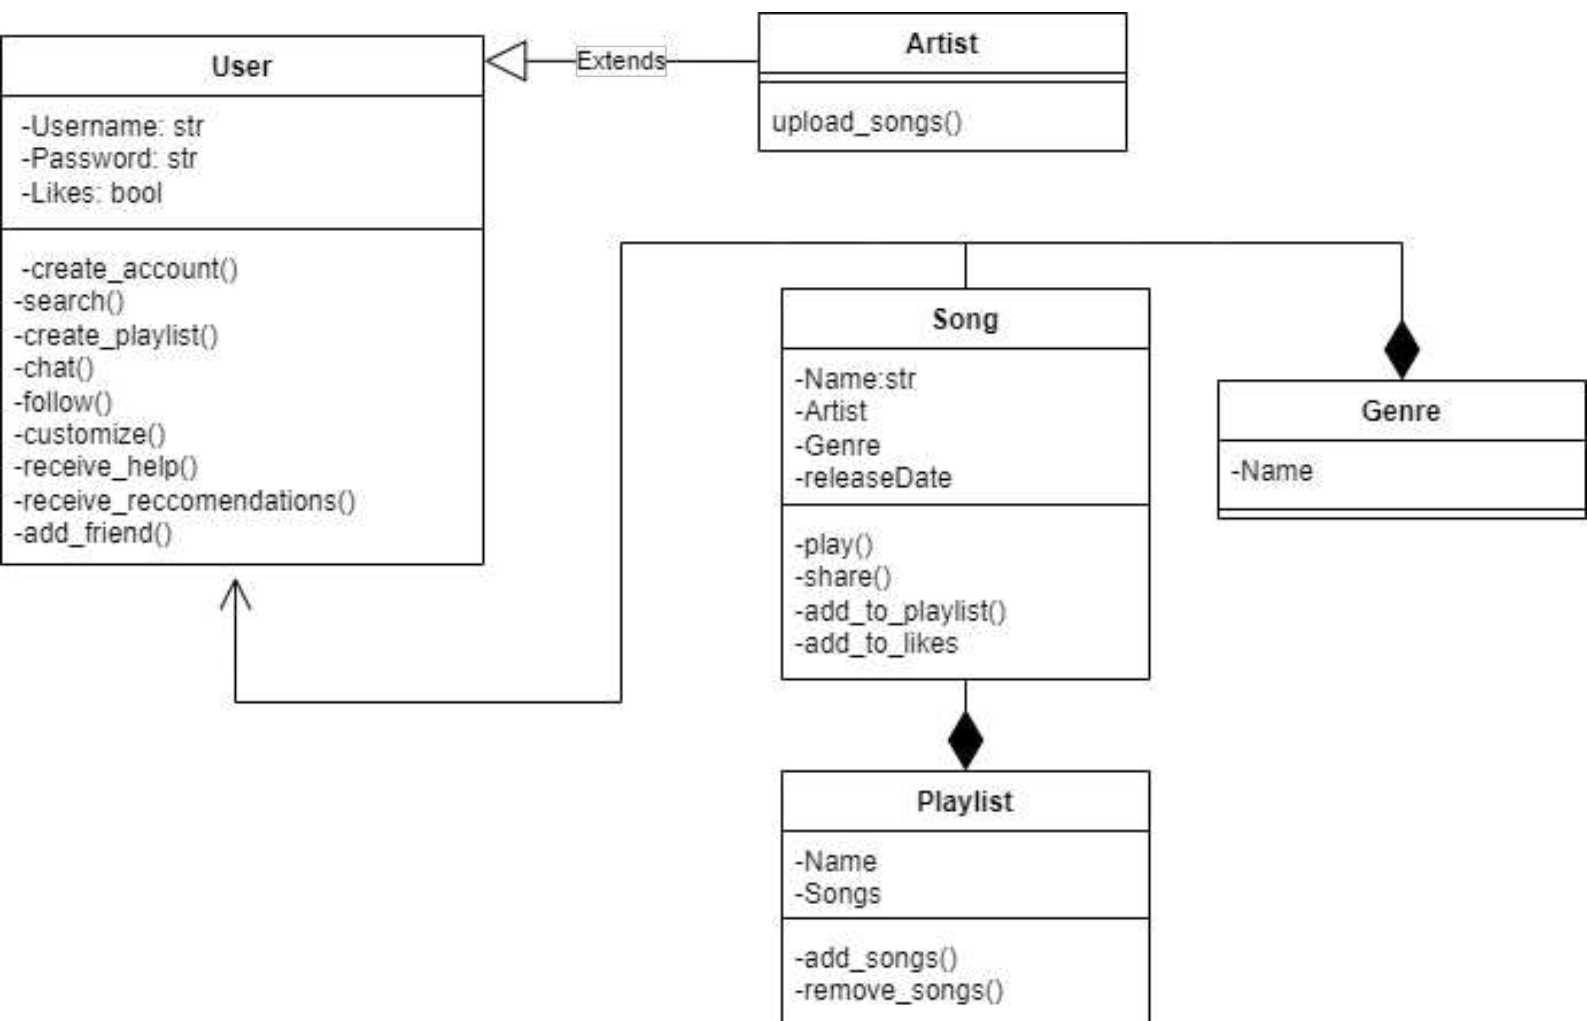 User
-Username: str
-Password: str
-Likes: bool
-create_account()
-search()
-create_playlist()
-chat()
-follow()
-customize()
-receive_help()
-receive_reccomendations()
-add_friend()
Extends
Artist
upload_songs()
Song
-Name:str
-Artist
-Genre
-releaseDate
-play()
-share()
-add_to_playlist()
-add_to_likes
Genre
-Name
Playlist
-Name
-Songs
-add_songs()
-remove_songs()